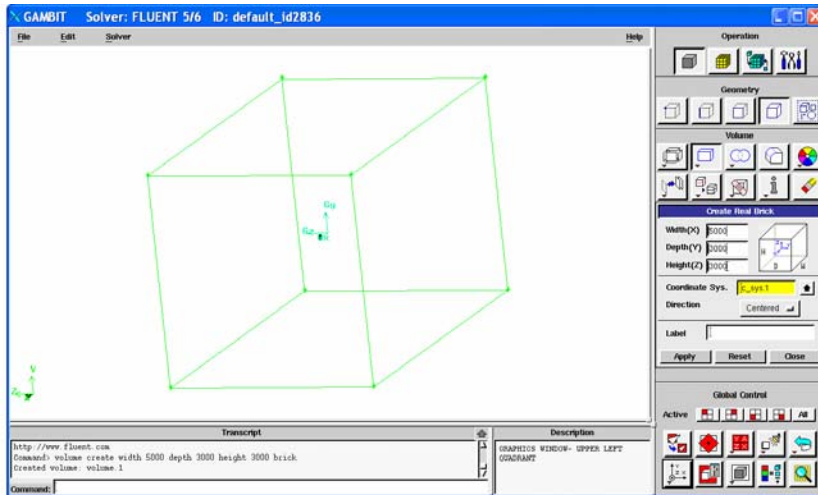 GAMBIT Solver: FLUENT 5/6 ID: default_id2836
File Edit Solver Help
Operation
Geometry
Volume
Create Real Brick
Width(X) 5000
Depth(Y) 3000
Height(Z) 3000
H
D
W
Coordinate Sys. c_sys.1
Direction Centered
Label
Apply Reset Close
Gy
Gz
Y
Z
Global Control
Active All
Transcript
http://www.fluent.com
Command> volume create width 5000 depth 3000 height 3000 brick
Created volume: volume.1
Command:
Description
GRAPHICS WINDOW- UPPER LEFT
QUADRANT